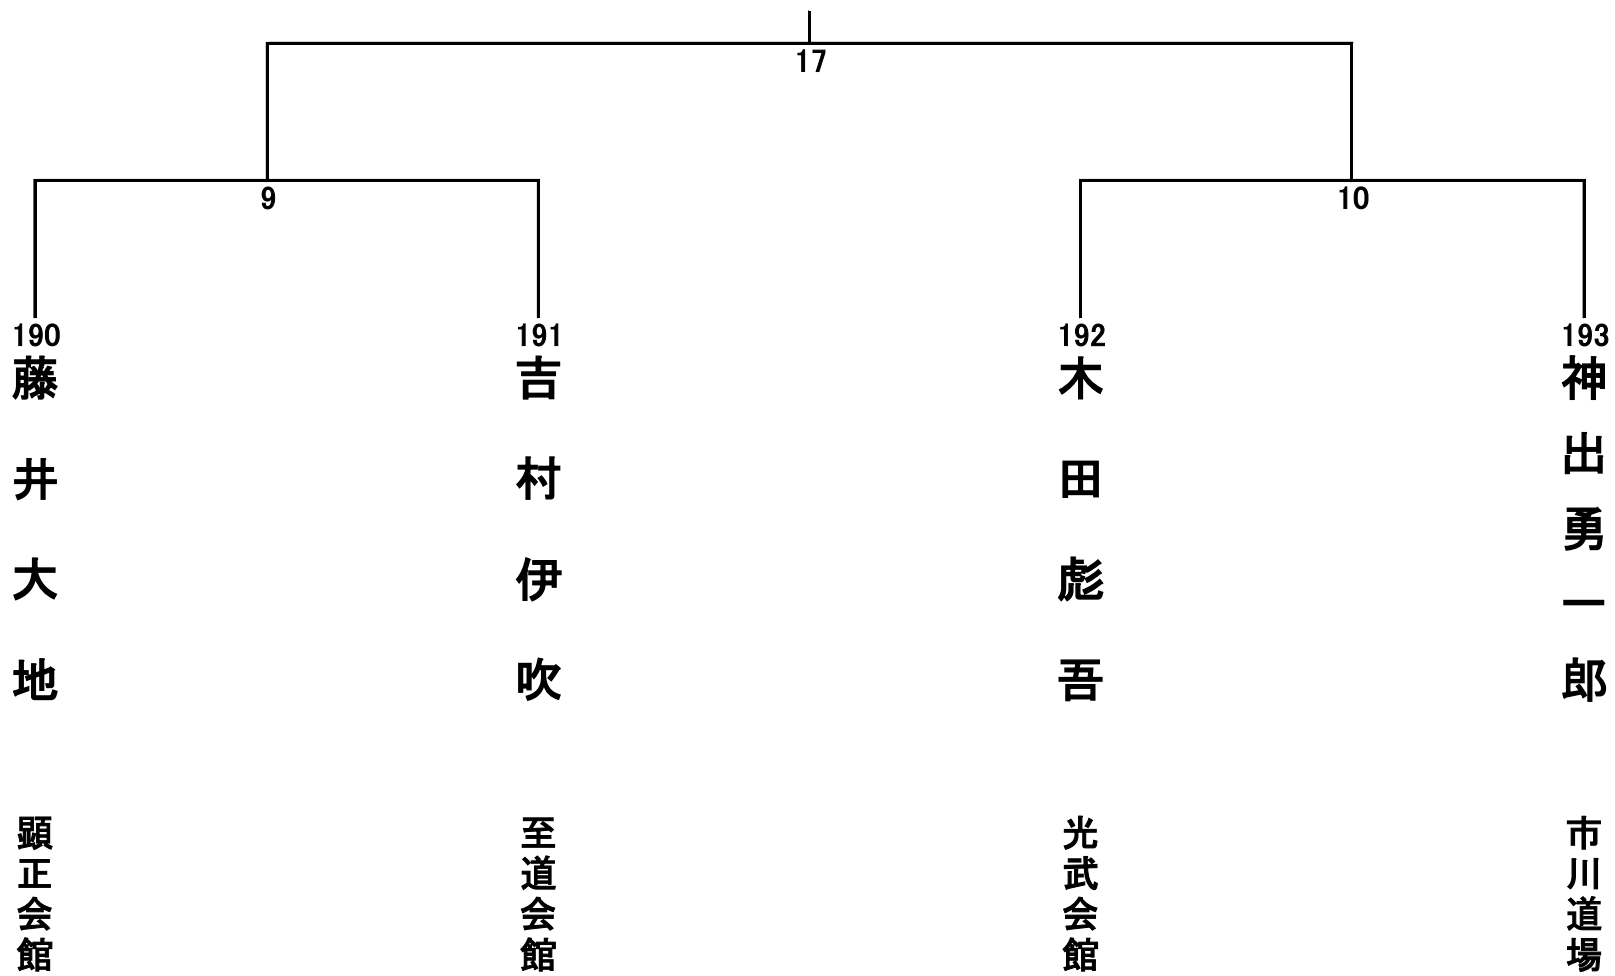 17
9
10
190
藤井大地
顕正会館
191
吉村伊吹
至道会館
192
木田彪吾
光武会館
193
神出勇一郎
市川道場